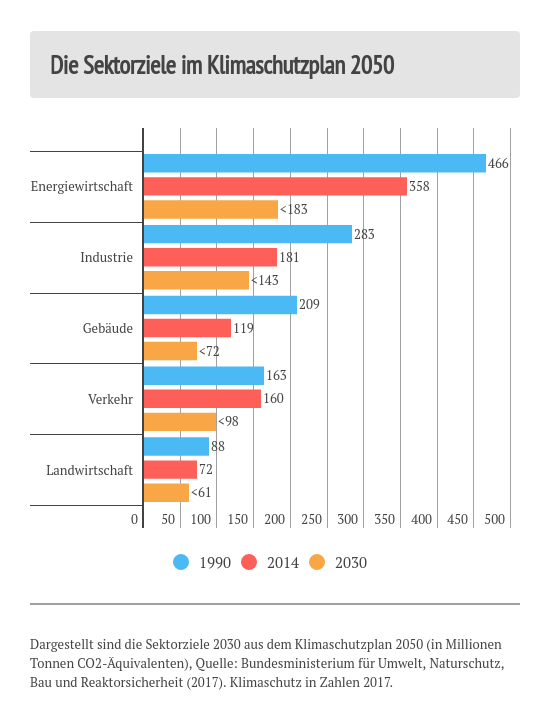 Die Sektorziele im Klimaschutzplan 2050
466
Energiewirtschaft 358
<183
283
Industrie 181
<143
209
Gebäude 119
<72
163
Verkehr 160
<98
88
Landwirtschaft 72
<61
0 50 100 150 200 250 300 350 400 450 500
1990 2014 2030
Dargestellt sind die Sektorziele 2030 aus dem Klimaschutzplan 2050 (in Millionen
Tonnen CO2-Äquivalenten), Quelle: Bundesministerium für Umwelt, Naturschutz,
Bau und Reaktorsicherheit (2017). Klimaschutz in Zahlen 2017.